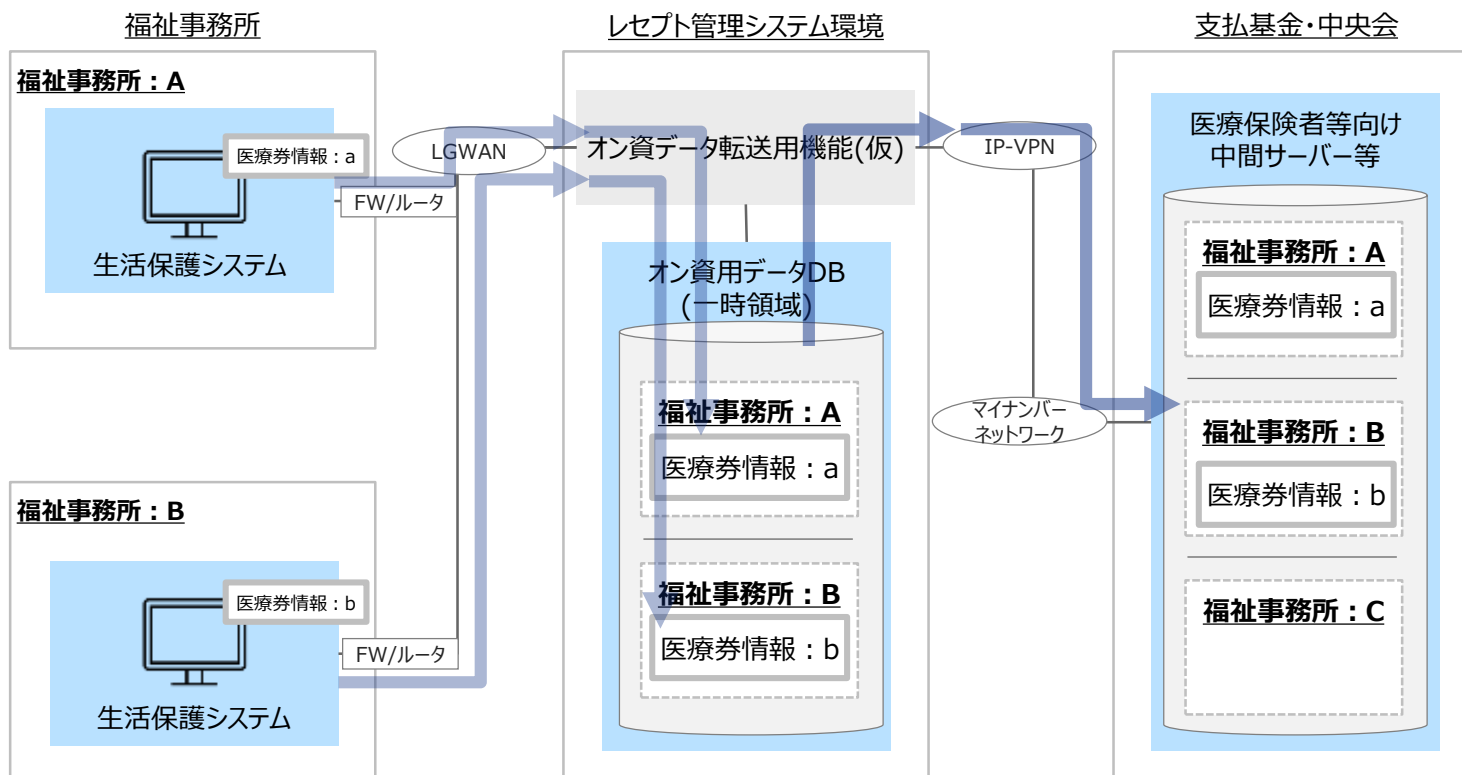 福祉事務所
福祉事務所：A
医療券情報：a
生活保護システム
FW/ルータ
LGWAN
福祉事務所：B
医療券情報：b
生活保護システム
FW/ルータ
レセプト管理システム環境
オン資データ転送用機能(仮)
オン資用データDB
(一時領域)
福祉事務所：A
医療券情報：a
福祉事務所：B
医療券情報：b
IP-VPN
マイナンバー
ネットワーク
支払基金・中央会
医療保険者等向け
中間サーバー等
福祉事務所：A
医療券情報：a
福祉事務所：B
医療券情報：b
福祉事務所：C